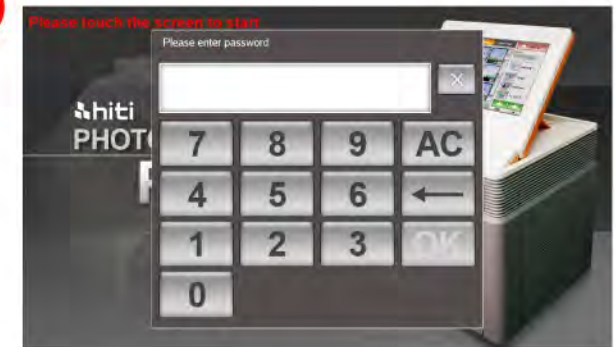 Please touch the screen to start
Please enter password
X
hiti
PHOTO
7 8 9 AC
4 5 6 ←
1 2 3 OK
0